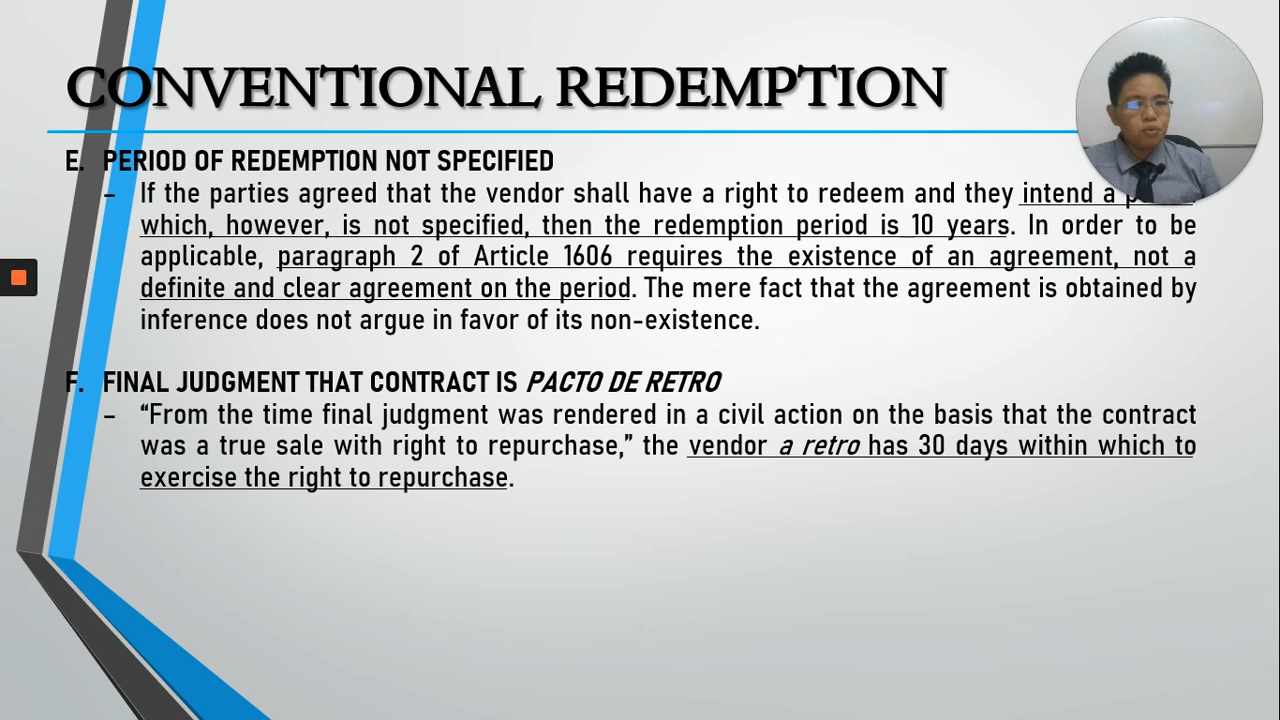 CONVENTIONAL REDEMPTION
E. PERIOD OF REDEMPTION NOT SPECIFIED
– If the parties agreed that the vendor shall have a right to redeem and they intend a
which, however, is not specified, then the redemption period is 10 years. In order to be
applicable, paragraph 2 of Article 1606 requires the existence of an agreement, not a
definite and clear agreement on the period. The mere fact that the agreement is obtained by
inference does not argue in favor of its non-existence.
F. FINAL JUDGMENT THAT CONTRACT IS PACTO DE RETRO
– “From the time final judgment was rendered in a civil action on the basis that the contract
was a true sale with right to repurchase,” the vendor a retro has 30 days within which to
exercise the right to repurchase.